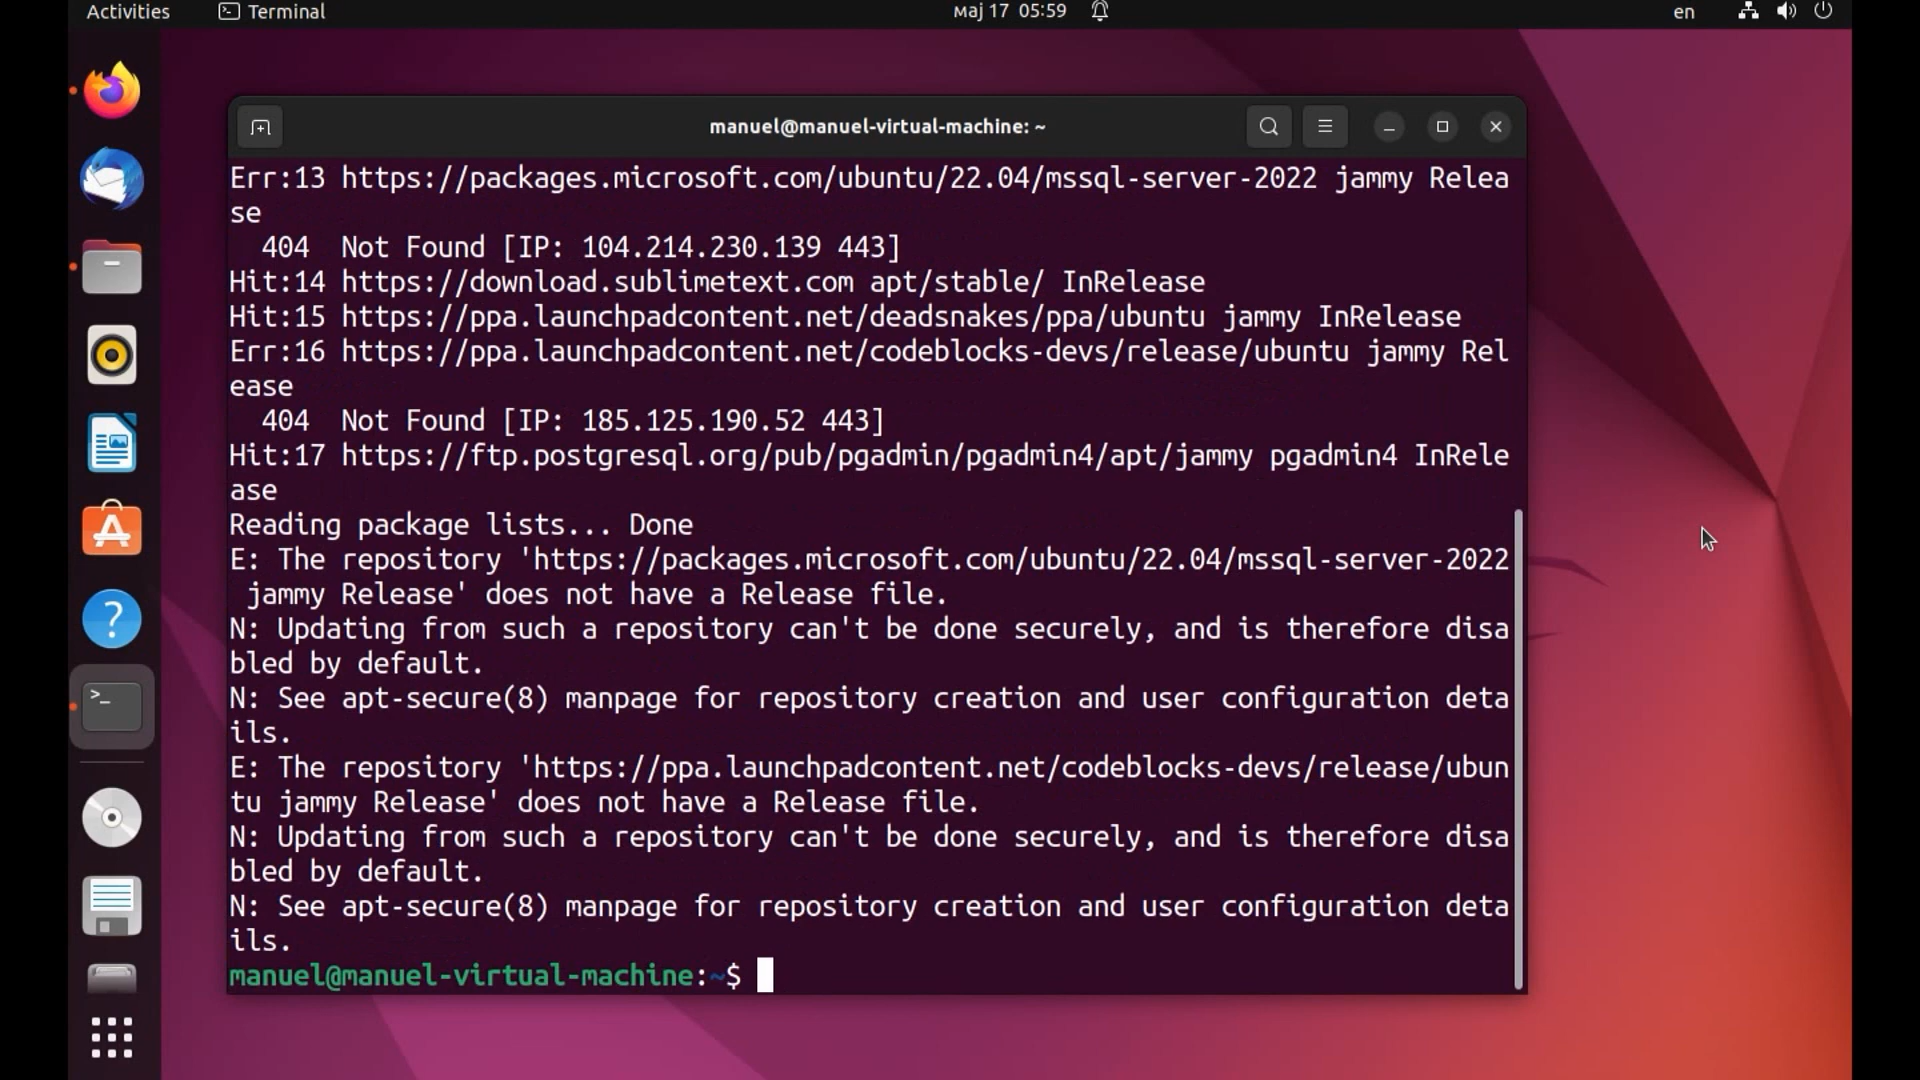 Activities Terminal мај 17 05:59 en
manuel@manuel-virtual-machine: ~
Err:13 https://packages.microsoft.com/ubuntu/22.04/mssql-server-2022 jammy Relea
se
  404  Not Found [IP: 104.214.230.139 443]
Hit:14 https://download.sublimetext.com apt/stable/ InRelease
Hit:15 https://ppa.launchpadcontent.net/deadsnakes/ppa/ubuntu jammy InRelease
Err:16 https://ppa.launchpadcontent.net/codeblocks-devs/release/ubuntu jammy Rel
ease
  404  Not Found [IP: 185.125.190.52 443]
Hit:17 https://ftp.postgresql.org/pub/pgadmin/pgadmin4/apt/jammy pgadmin4 InRele
ase
Reading package lists... Done
E: The repository 'https://packages.microsoft.com/ubuntu/22.04/mssql-server-2022
 jammy Release' does not have a Release file.
N: Updating from such a repository can't be done securely, and is therefore disa
bled by default.
N: See apt-secure(8) manpage for repository creation and user configuration deta
ils.
E: The repository 'https://ppa.launchpadcontent.net/codeblocks-devs/release/ubun
tu jammy Release' does not have a Release file.
N: Updating from such a repository can't be done securely, and is therefore disa
bled by default.
N: See apt-secure(8) manpage for repository creation and user configuration deta
ils.
manuel@manuel-virtual-machine:~$